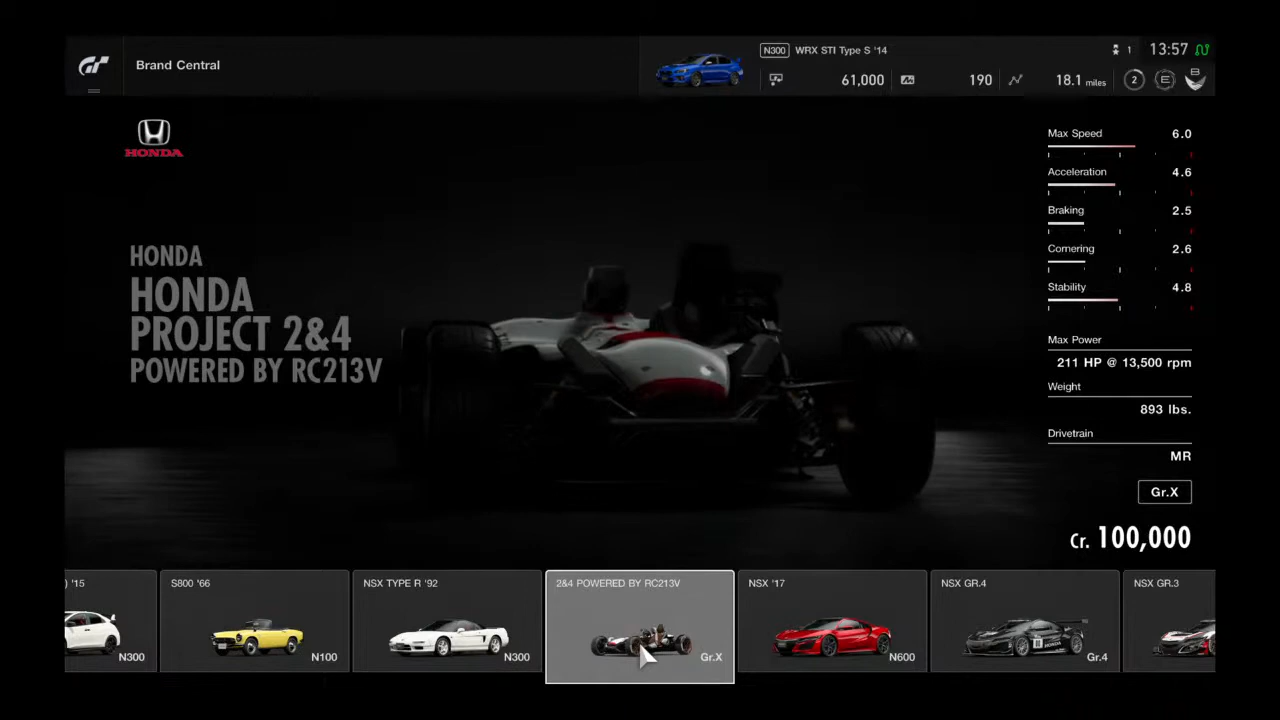 Brand Central
N300 WRX STI Type S '14
1 13:57
61,000 190 18.1 miles 2 E B
HONDA
HONDA
HONDA
PROJECT 2&4
POWERED BY RC213V
Max Speed 6.0
Acceleration 4.6
Braking 2.5
Cornering 2.6
Stability 4.8
Max Power
211 HP @ 13,500 rpm
Weight
893 lbs.
Drivetrain
MR
Gr.X
Cr. 100,000
) '15
N300
S800 '66
N100
NSX TYPE R '92
N300
2&4 POWERED BY RC213V
Gr.X
NSX '17
N600
NSX GR.4
Gr.4
NSX GR.3